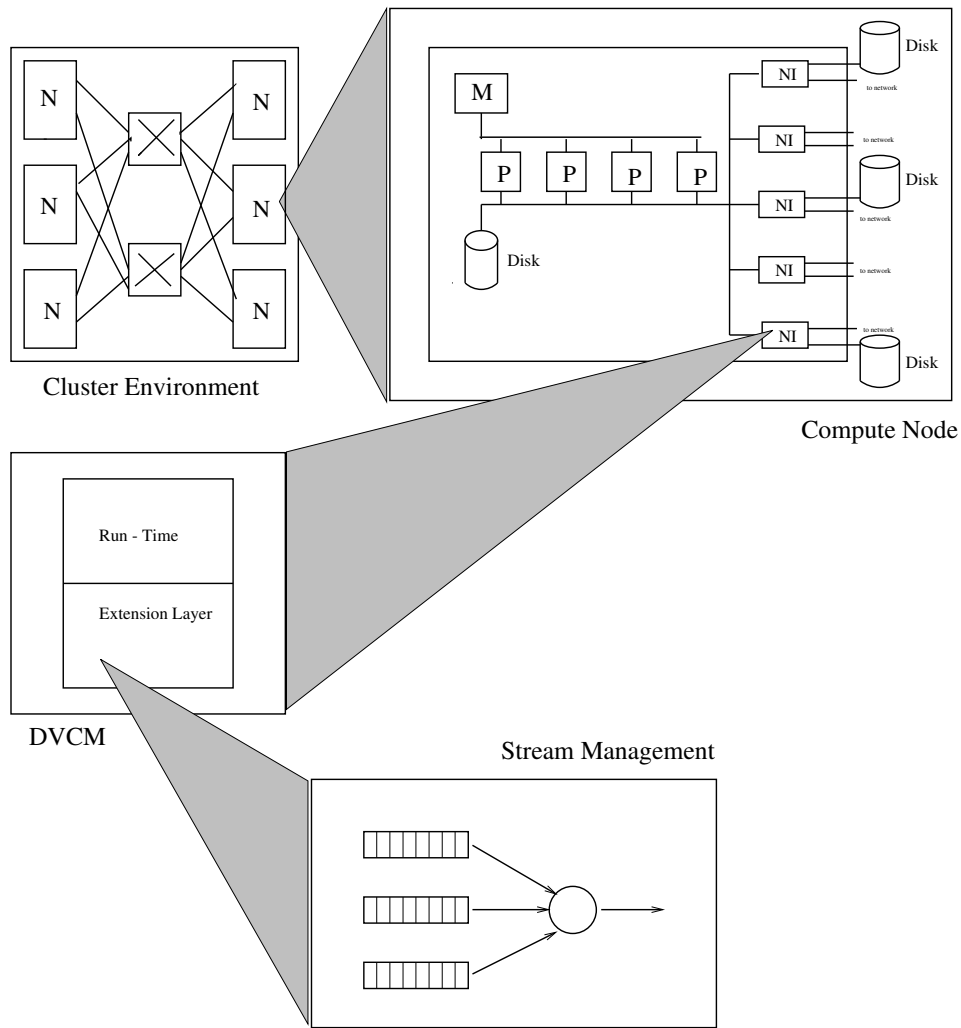 N
N
N
N
N
N
Cluster Environment
M
P
P
P
P
Disk
NI
NI
NI
NI
NI
Disk
to network
to network
Disk
to network
to network
to network
Disk
Compute Node
Run - Time
Extension Layer
DVCM
Stream Management